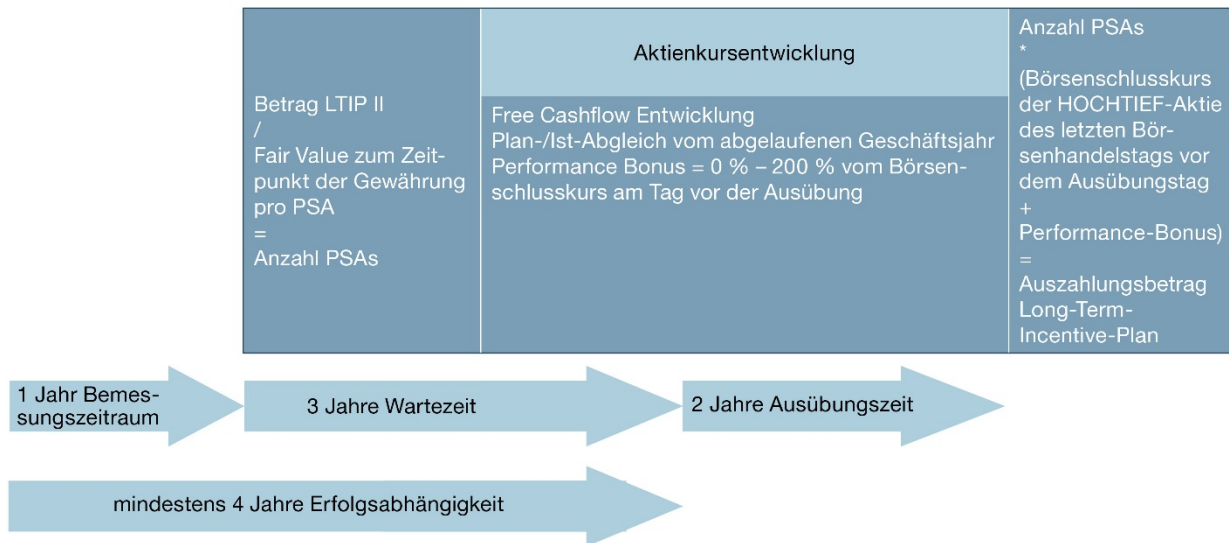 Betrag LTIP II
/
Fair Value zum Zeit-
punkt der Gewährung
pro PSA
=
Anzahl PSAs
Aktienkursentwicklung
Free Cashflow Entwicklung
Plan-/Ist-Abgleich vom abgelaufenen Geschäftsjahr
Performance Bonus = 0 % – 200 % vom Börsen-
schlusskurs am Tag vor der Ausübung
Anzahl PSAs
*
(Börsenschlusskurs
der HOCHTIEF-Aktie
des letzten Bör-
senhandelstags vor
dem Ausübungstag
+
Performance-Bonus)
=
Auszahlungsbetrag
Long-Term-
Incentive-Plan
1 Jahr Bemes-
sungszeitraum
3 Jahre Wartezeit
2 Jahre Ausübungszeit
mindestens 4 Jahre Erfolgsabhängigkeit